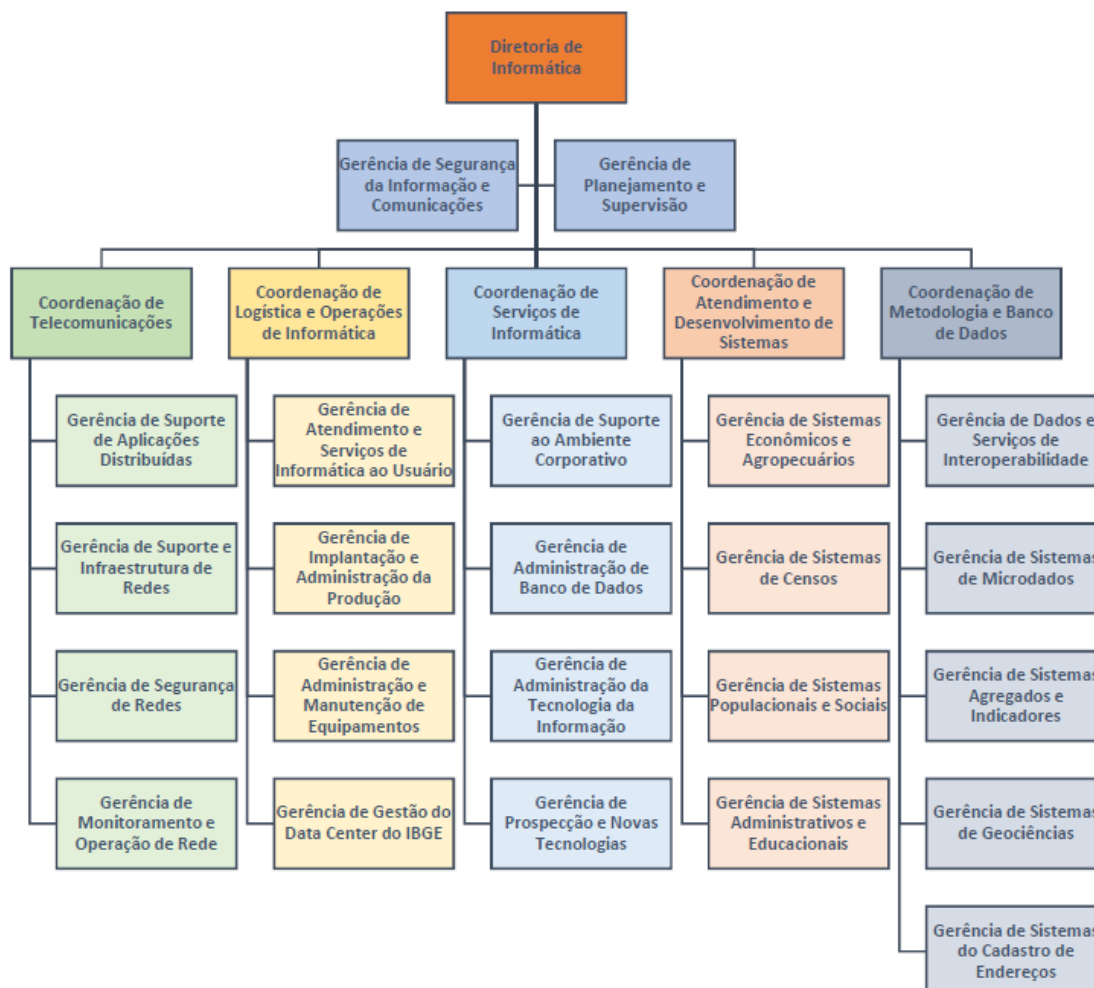 Diretoria de
Informática
Gerência de Segurança
da Informação e
Comunicações
Gerência de
Planejamento e
Supervisão
Coordenação de
Telecomunicações
Coordenação de
Logística e Operações
de Informática
Coordenação de
Serviços de
Informática
Coordenação de
Atendimento e
Desenvolvimento de
Sistemas
Coordenação de
Metodologia e Banco
de Dados
Gerência de Suporte
de Aplicações
Distribuídas
Gerência de
Atendimento e
Serviços de
Informática ao Usuário
Gerência de Suporte
ao Ambiente
Corporativo
Gerência de Sistemas
Econômicos e
Agropecuários
Gerência de Dados e
Serviços de
Interoperabilidade
Gerência de Suporte e
Infraestrutura de
Redes
Gerência de
Implantação e
Administração da
Produção
Gerência de
Administração de
Banco de Dados
Gerência de Sistemas
de Censos
Gerência de Sistemas
de Microdados
Gerência de Segurança
de Redes
Gerência de
Administração e
Manutenção de
Equipamentos
Gerência de
Administração da
Tecnologia da
Informação
Gerência de Sistemas
Populacionais e Sociais
Gerência de Sistemas
Agregados e
Indicadores
Gerência de
Monitoramento e
Operação de Rede
Gerência de Gestão do
Data Center do IBGE
Gerência de
Prospecção e Novas
Tecnologias
Gerência de Sistemas
Administrativos e
Educacionais
Gerência de Sistemas
de Geociências
Gerência de Sistemas
do Cadastro de
Endereços